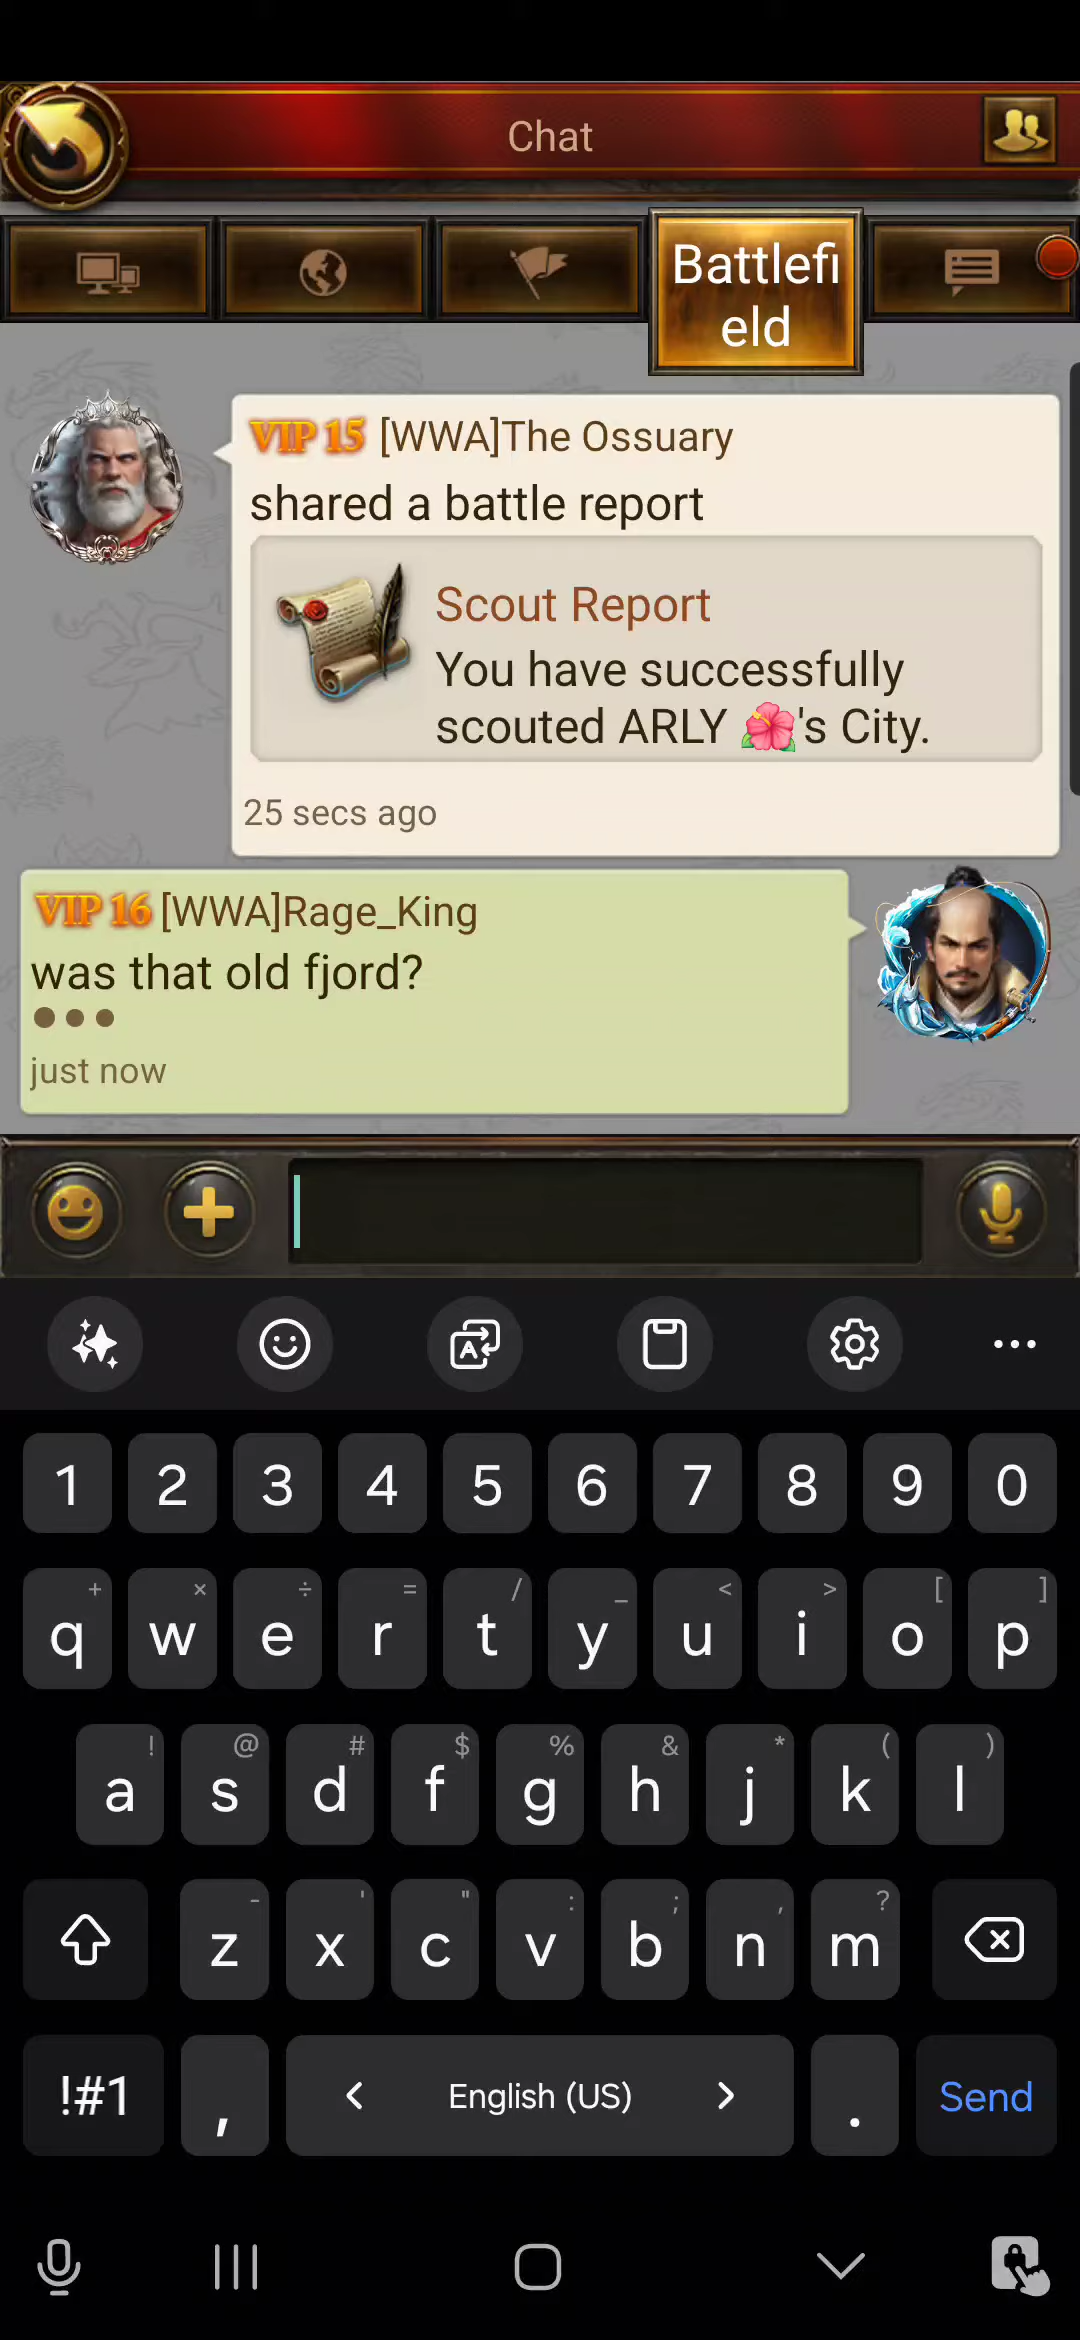 Chat
Battlefi
eld
VIP 15 [WWA]The Ossuary
shared a battle report
Scout Report
You have successfully
scouted ARLY 🌺's City.
25 secs ago
VIP 16 [WWA]Rage_King
was that old fjord?
just now
1 2 3 4 5 6 7 8 9 0
+ × ÷ = / _ < > [ ]
q w e r t y u i o p
! @ # $ % & * ( )
a s d f g h j k l
- ' " : ; , ?
z x c v b n m
!#1 , < English (US) > . Send